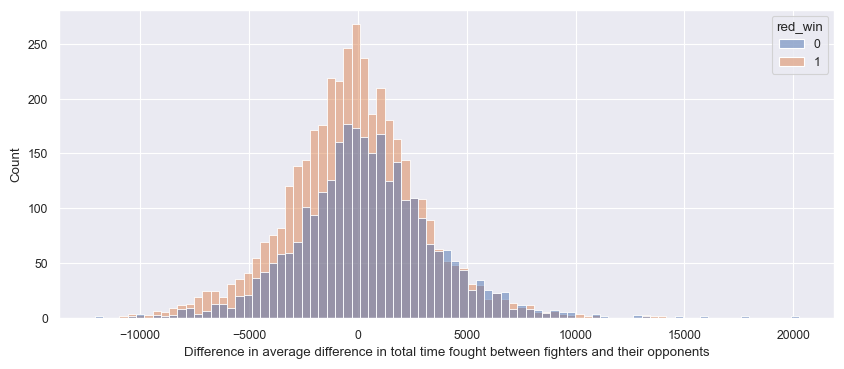 red_win
0
1
250
200
150
100
50
0
Count
−10000 −5000 0 5000 10000 15000 20000
Difference in average difference in total time fought between fighters and their opponents